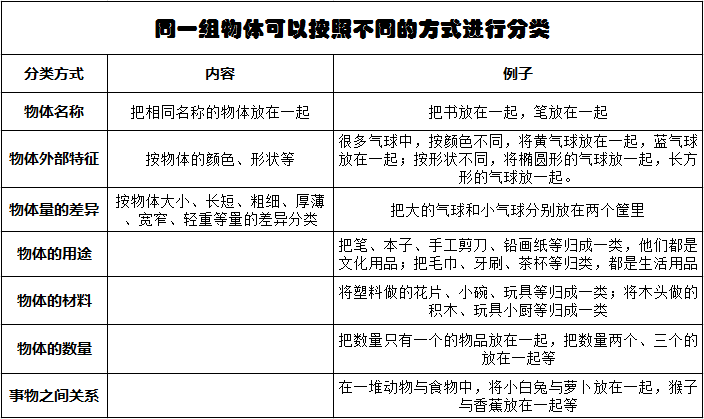 同一组物体可以按照不同的方式进行分类
分类方式 内容 例子
物体名称 把相同名称的物体放在一起 把书放在一起，笔放在一起
物体外部特征 按物体的颜色、形状等 很多气球中，按颜色不同，将黄气球放在一起，蓝气球
放在一起；按形状不同，将椭圆形的气球放一起，长方
形的气球放一起。
物体量的差异 按物体大小、长短、粗细、厚薄
、宽窄、轻重等量的差异分类 把大的气球和小气球分别放在两个筐里
物体的用途 把笔、本子、手工剪刀、铅画纸等归成一类，他们都是
文化用品；把毛巾、牙刷、茶杯等归类，都是生活用品
物体的材料 将塑料做的花片、小碗、玩具等归成一类；将木头做的
积木、玩具小厨等归成一类
物体的数量 把数量只有一个的物品放在一起，把数量两个、三个的
放在一起等
事物之间关系 在一堆动物与食物中，将小白兔与萝卜放在一起，猴子
与香蕉放在一起等